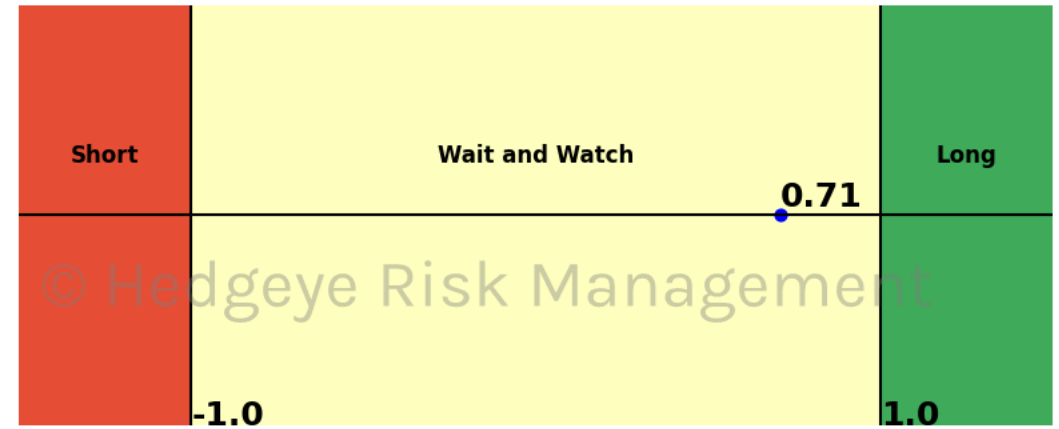 Short
Wait and Watch
Long
0.71
© Hedgeye Risk Management
-1.0
1.0